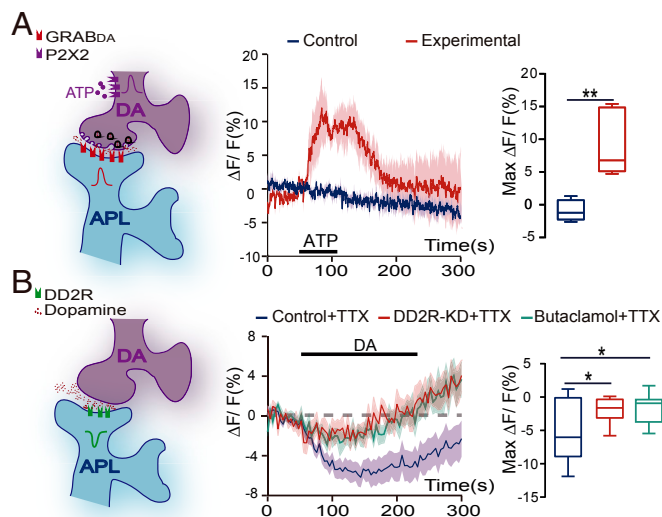 A
GRABDA
P2X2
ATP
DA
APL
Control
Experimental
ΔF/ F(%)
20
15
10
5
0
-5
-10
ATP
Time(s)
0
100
200
300
**
Max ΔF/ F(%)
20
15
10
5
0
-5
B
DD2R
Dopamine
DA
APL
Control+TTX
DD2R-KD+TTX
Butaclamol+TTX
DA
ΔF/ F(%)
8
4
0
-4
-8
Time(s)
0
100
200
300
*
*
Max ΔF/ F(%)
5
0
-5
-10
-15